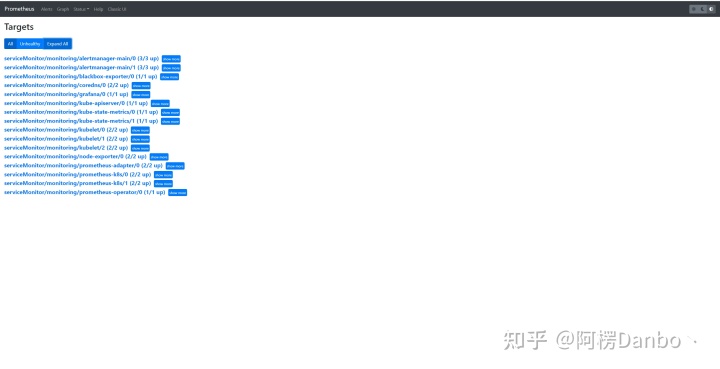 Prometheus Alerts Graph Status Help Classic UI
Targets
All Unhealthy Expand All
serviceMonitor/monitoring/alertmanager-main/0 (3/3 up) show more
serviceMonitor/monitoring/alertmanager-main/1 (3/3 up) show more
serviceMonitor/monitoring/blackbox-exporter/0 (1/1 up) show more
serviceMonitor/monitoring/coredns/0 (2/2 up) show more
serviceMonitor/monitoring/grafana/0 (1/1 up) show more
serviceMonitor/monitoring/kube-apiserver/0 (1/1 up) show more
serviceMonitor/monitoring/kube-state-metrics/0 (1/1 up) show more
serviceMonitor/monitoring/kube-state-metrics/1 (1/1 up) show more
serviceMonitor/monitoring/kubelet/0 (2/2 up) show more
serviceMonitor/monitoring/kubelet/1 (2/2 up) show more
serviceMonitor/monitoring/kubelet/2 (2/2 up) show more
serviceMonitor/monitoring/node-exporter/0 (2/2 up) show more
serviceMonitor/monitoring/prometheus-adapter/0 (2/2 up) show more
serviceMonitor/monitoring/prometheus-k8s/0 (2/2 up) show more
serviceMonitor/monitoring/prometheus-k8s/1 (2/2 up) show more
serviceMonitor/monitoring/prometheus-operator/0 (1/1 up) show more
知乎 @阿楞Danbo丶